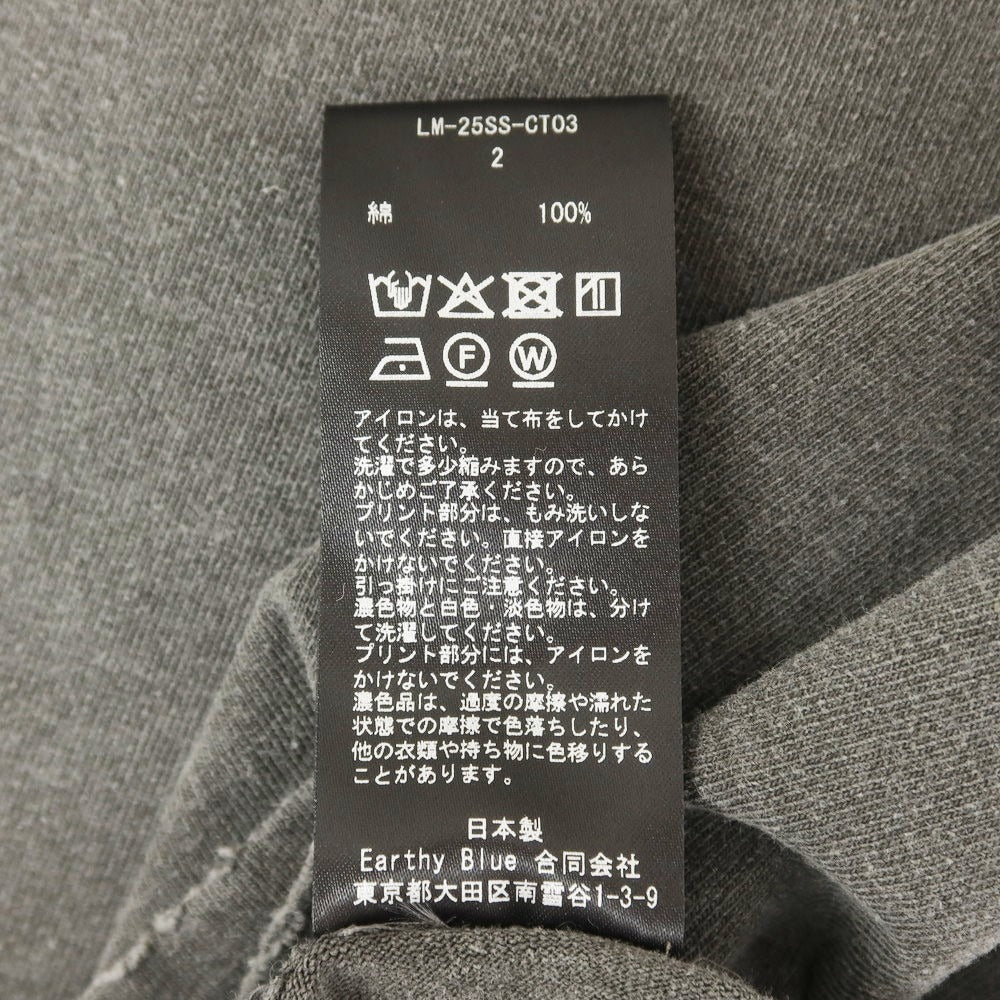 LM-25SS-CT03
2
綿 100%
F W
アイロンは、当て布をしてかけ
てください。
洗濯で多少縮みますので、あら
かじめご了承ください。
プリント部分は、もみ洗いしな
いでください。直接アイロンを
かけないでください。
引っ掛けにご注意ください。
濃色物と白色・淡色物は、分け
て洗濯してください。
プリント部分には、アイロンを
かけないでください。
濃色品は、過度の摩擦や濡れた
状態での摩擦で色落ちしたり、
他の衣類や持ち物に色移りする
ことがあります。
日本製
Earthy Blue 合同会社
東京都大田区南雪谷1-3-9